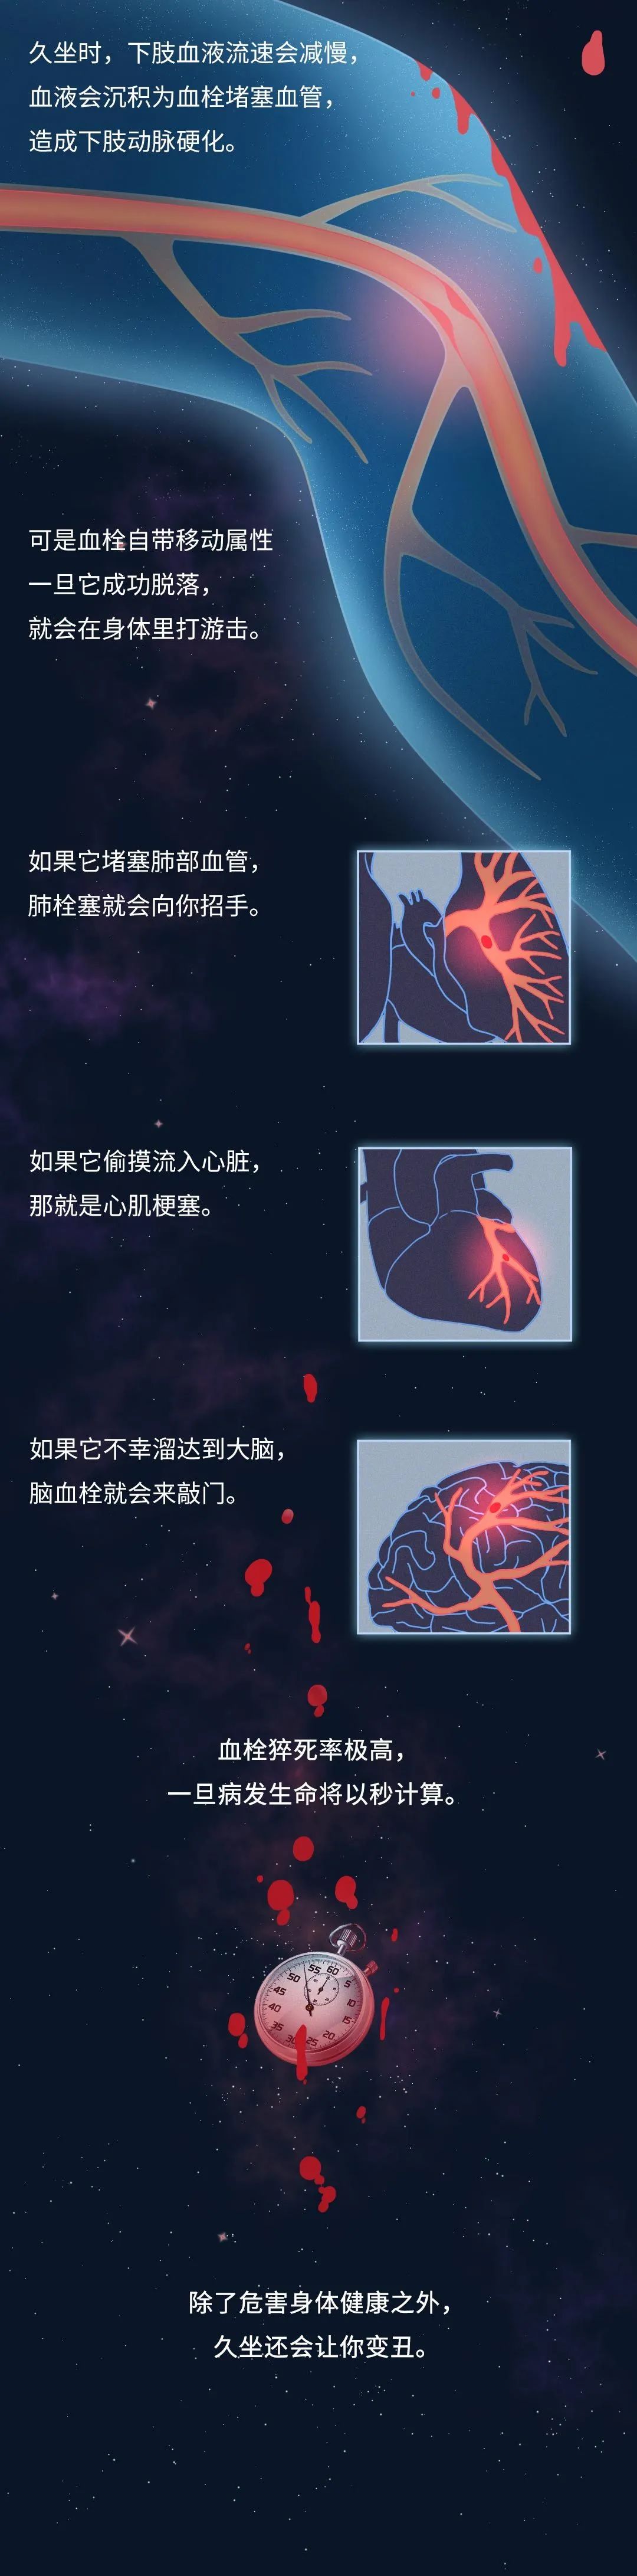 久坐时，下肢血液流速会减慢，
血液会沉积为血栓堵塞血管，
造成下肢动脉硬化。
可是血栓自带移动属性
一旦它成功脱落，
就会在身体里打游击。
如果它堵塞肺部血管，
肺栓塞就会向你招手。
如果它偷摸流入心脏，
那就是心肌梗塞。
如果它不幸溜达到大脑，
脑血栓就会来敲门。
血栓猝死率极高，
一旦病发生命将以秒计算。
55 60 5 10 15 20 25 30 35 40 45 50
除了危害身体健康之外，
久坐还会让你变丑。